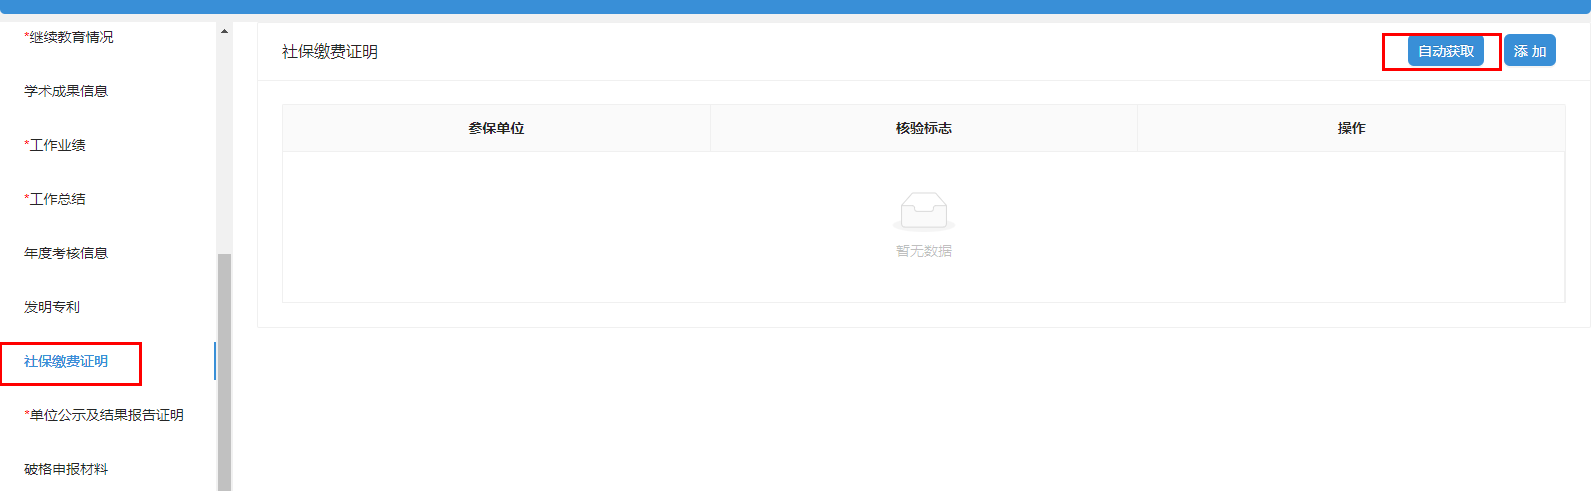 *继续教育情况
学术成果信息
*工作业绩
*工作总结
年度考核信息
发明专利
社保缴费证明
*单位公示及结果报告证明
破格申报材料
社保缴费证明
自动获取 添 加
参保单位 核验标志 操作
暂无数据